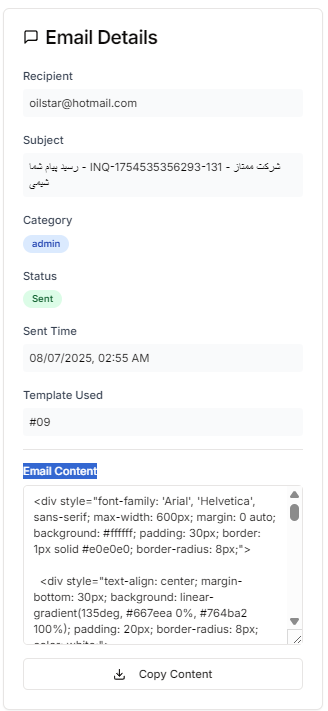 Email Details
Recipient
oilstar@hotmail.com
Subject
رسید پیام شما - INQ-1754535356293-131 - شرکت ممتاز
شیمی
Category
admin
Status
Sent
Sent Time
08/07/2025, 02:55 AM
Template Used
#09
Email Content
<div style="font-family: 'Arial', 'Helvetica',
sans-serif; max-width: 600px; margin: 0 auto;
background: #ffffff; padding: 30px; border:
1px solid #e0e0e0; border-radius: 8px;">
<div style="text-align: center; margin-
bottom: 30px; background: linear-
gradient(135deg, #667eea 0%, #764ba2
100%); padding: 20px; border-radius: 8px;
color: white;">
Copy Content